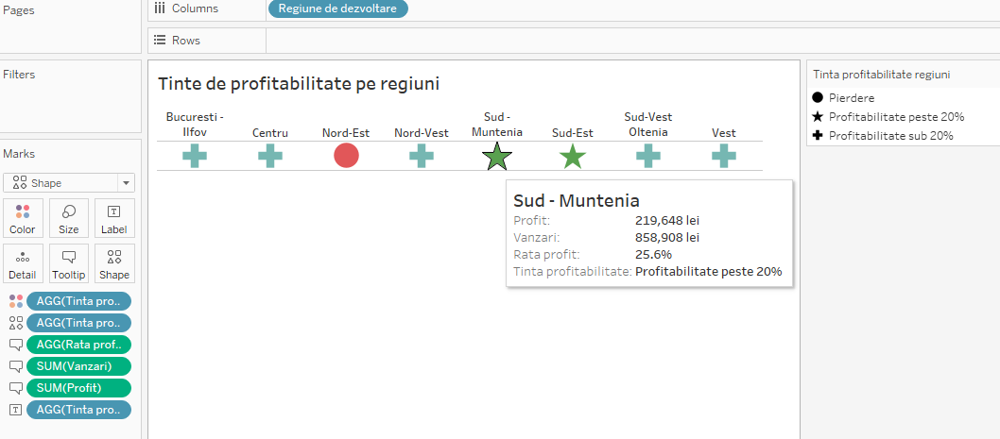 Pages
Columns
Regiune de dezvoltare
Rows
Filters
Marks
Shape
Color
Size
Label
Detail
Tooltip
Shape
AGG(Tinta pro..
AGG(Tinta pro..
AGG(Rata prof..
SUM(Vanzari)
SUM(Profit)
AGG(Tinta pro..
Tinte de profitabilitate pe regiuni
Bucuresti -
Ilfov
Centru
Nord-Est
Nord-Vest
Sud -
Muntenia
Sud-Est
Sud-Vest
Oltenia
Vest
Sud - Muntenia
Profit: 219,648 lei
Vanzari: 858,908 lei
Rata profit: 25.6%
Tinta profitabilitate: Profitabilitate peste 20%
Tinta profitabilitate regiuni
Pierdere
Profitabilitate peste 20%
Profitabilitate sub 20%